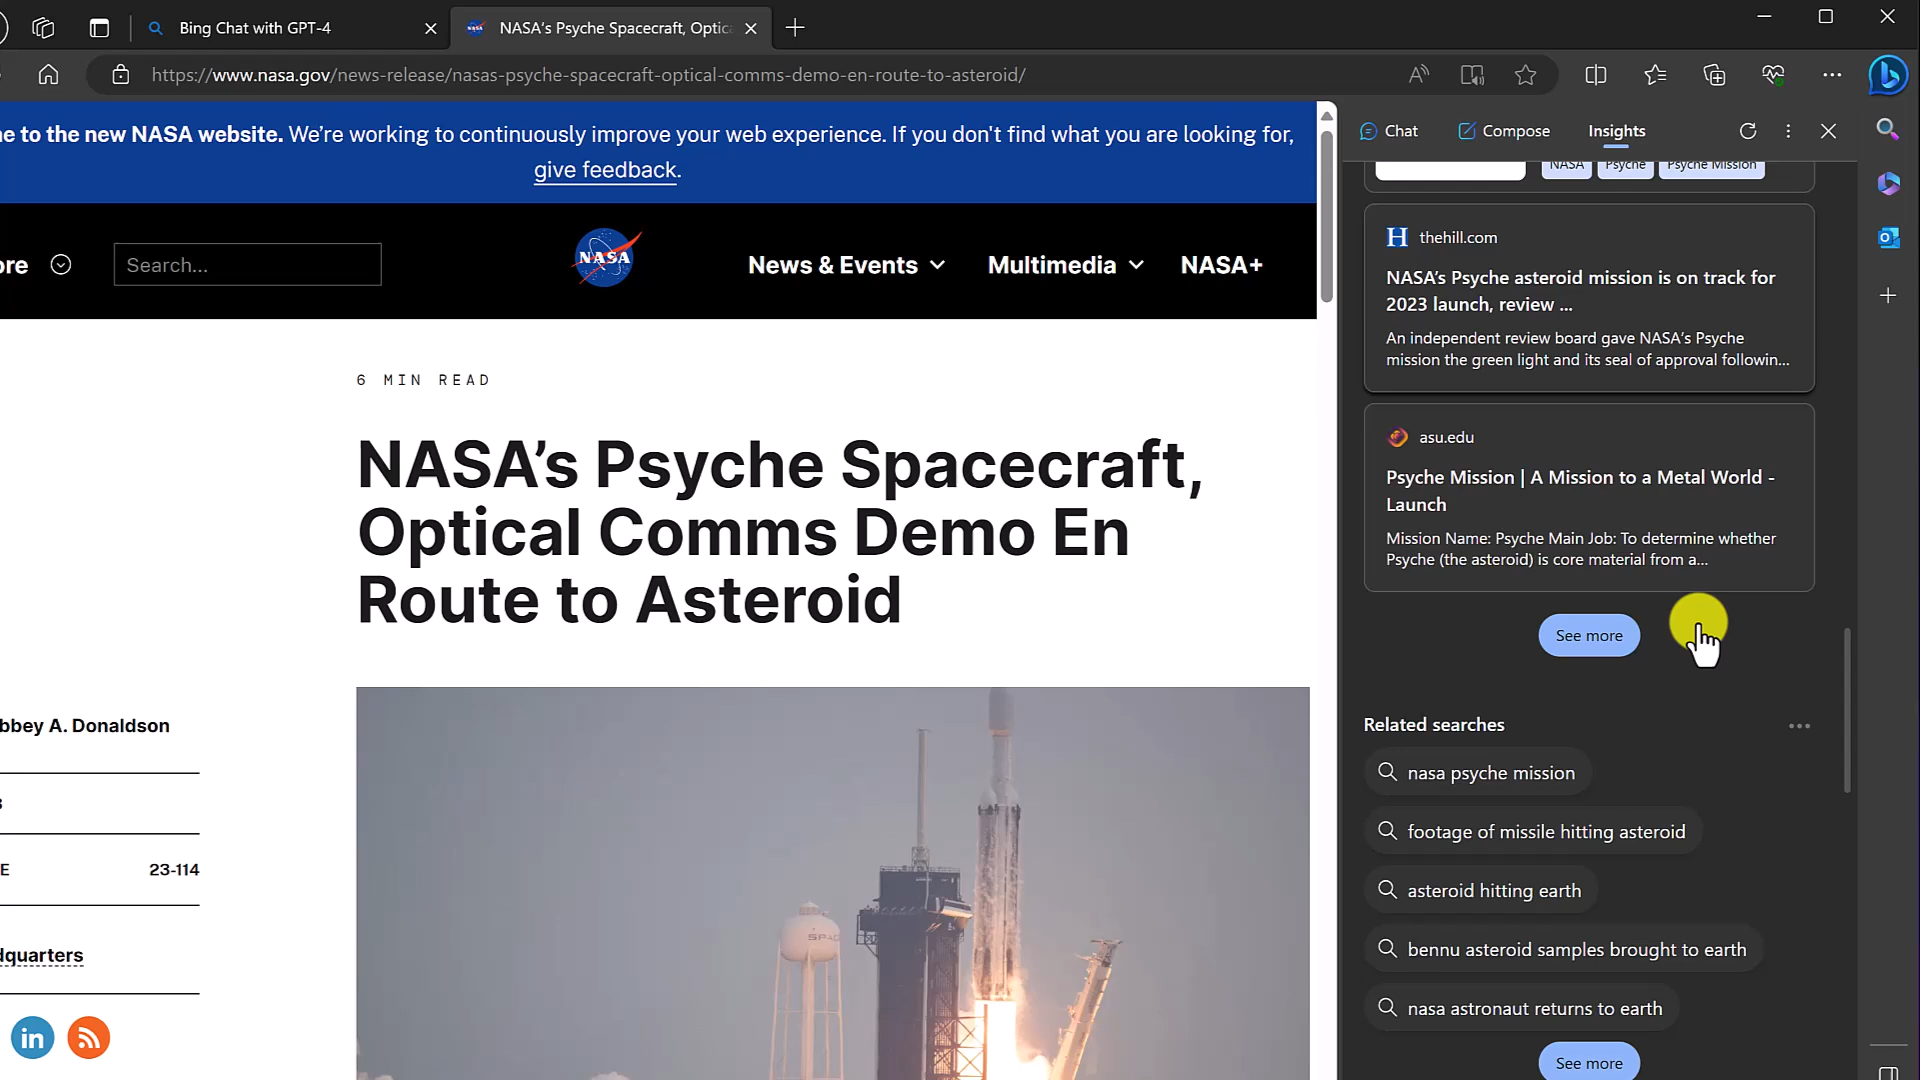 Bing Chat with GPT-4
NASA's Psyche Spacecraft, Optic
https://www.nasa.gov/news-release/nasas-psyche-spacecraft-optical-comms-demo-en-route-to-asteroid/
e to the new NASA website. We're working to continuously improve your web experience. If you don't find what you are looking for,
give feedback.
ore
Search...
NASA
News & Events
Multimedia
NASA+
6 MIN READ
NASA's Psyche Spacecraft,
Optical Comms Demo En
Route to Asteroid
bbey A. Donaldson
E
23-114
dquarters
in
SPAC
Chat
Compose
Insights
NASA
Psyche
Psyche Mission
H
thehill.com
NASA's Psyche asteroid mission is on track for
2023 launch, review ...
An independent review board gave NASA's Psyche
mission the green light and its seal of approval followin...
asu.edu
Psyche Mission | A Mission to a Metal World -
Launch
Mission Name: Psyche Main Job: To determine whether
Psyche (the asteroid) is core material from a...
See more
Related searches
nasa psyche mission
footage of missile hitting asteroid
asteroid hitting earth
bennu asteroid samples brought to earth
nasa astronaut returns to earth
See more